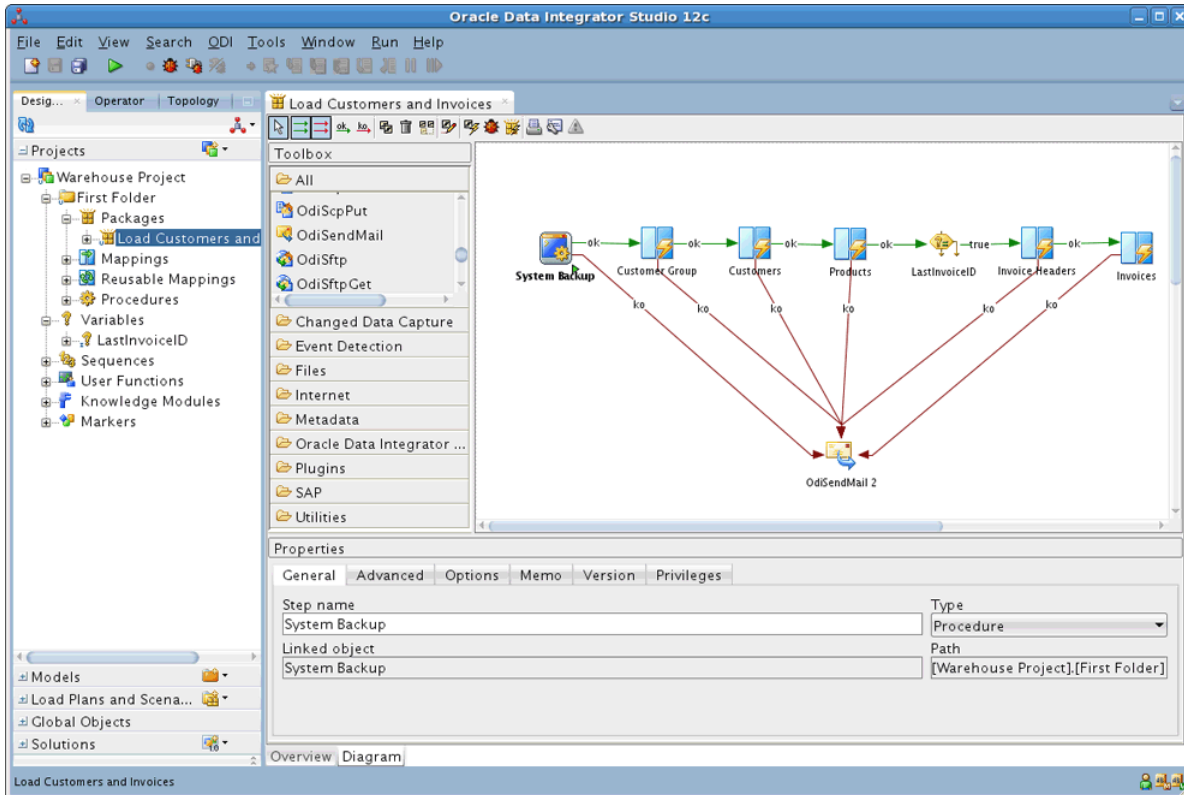 Oracle Data Integrator Studio 12c
File Edit View Search ODI Tools Window Run Help
Desig... Operator Topology
Projects
Warehouse Project
First Folder
Packages
Load Customers and
Mappings
Reusable Mappings
Procedures
Variables
LastInvoiceID
Sequences
User Functions
Knowledge Modules
Markers
Models
Load Plans and Scena...
Global Objects
Solutions
Load Customers and Invoices
ok ko
Toolbox
All
OdiScpPut
OdiSendMail
OdiSftp
OdiSftpGet
Changed Data Capture
Event Detection
Files
Internet
Metadata
Oracle Data Integrator ...
Plugins
SAP
Utilities
ok ok ok ok true ok
System Backup Customer Group Customers Products LastInvoiceID Invoice Headers Invoices
ko ko ko ko ko ko
OdiSendMail 2
Properties
General Advanced Options Memo Version Privileges
Step name Type
System Backup Procedure
Linked object Path
System Backup [Warehouse Project].[First Folder]
Overview Diagram
Load Customers and Invoices